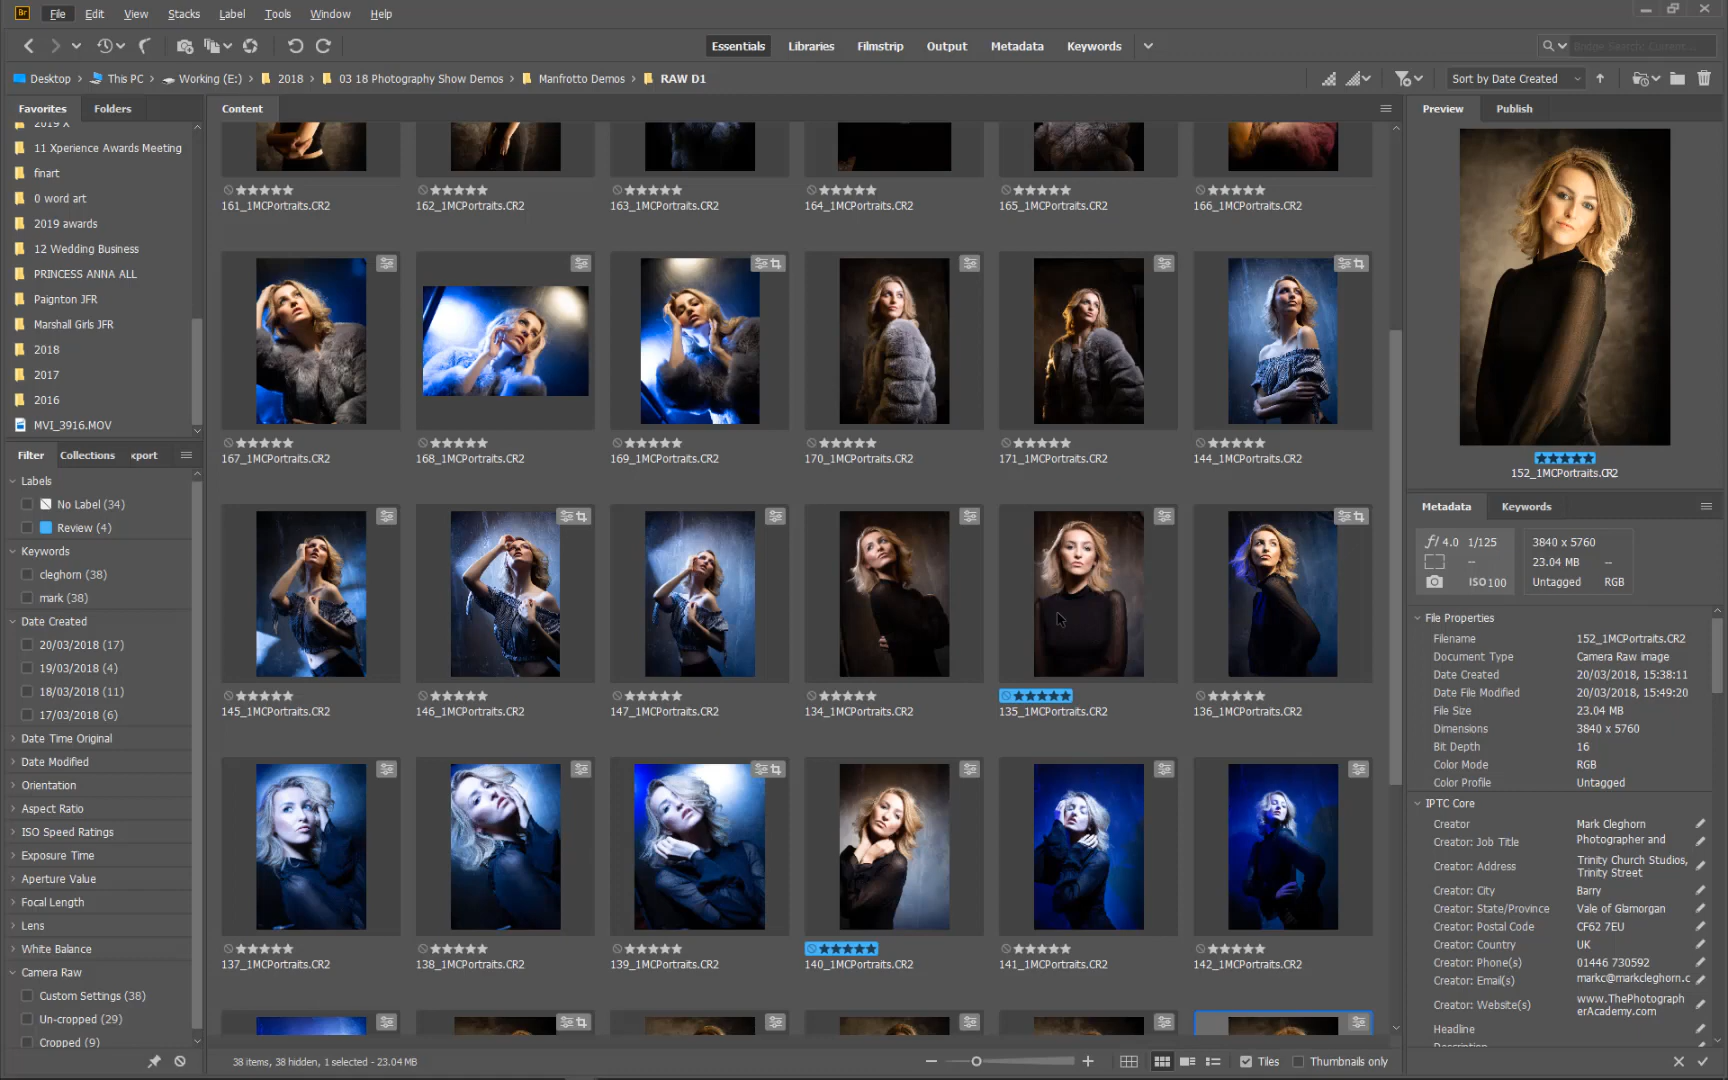 Br File Edit View Stacks Label Tools Window Help
Essentials Libraries Filmstrip Output Metadata Keywords
Desktop This PC Working (E:) 2018 03 18 Photography Show Demos Manfrotto Demos RAW D1
Sort by Date Created
Favorites Folders
2019 X
11 Xperience Awards Meeting
finart
0 word art
2019 awards
12 Wedding Business
PRINCESS ANNA ALL
Paignton JFR
Marshall Girls JFR
2018
2017
2016
MVI_3916.MOV
Filter Collections xport
Labels
No Label (34)
Review (4)
Keywords
cleghorn (38)
mark (38)
Date Created
20/03/2018 (17)
19/03/2018 (4)
18/03/2018 (11)
17/03/2018 (6)
Date Time Original
Date Modified
Orientation
Aspect Ratio
ISO Speed Ratings
Exposure Time
Aperture Value
Focal Length
Lens
White Balance
Camera Raw
Custom Settings (38)
Un-cropped (29)
Cropped (9)
Content
161_1MCPortraits.CR2 162_1MCPortraits.CR2 163_1MCPortraits.CR2 164_1MCPortraits.CR2 165_1MCPortraits.CR2 166_1MCPortraits.CR2
167_1MCPortraits.CR2 168_1MCPortraits.CR2 169_1MCPortraits.CR2 170_1MCPortraits.CR2 171_1MCPortraits.CR2 144_1MCPortraits.CR2
145_1MCPortraits.CR2 146_1MCPortraits.CR2 147_1MCPortraits.CR2 134_1MCPortraits.CR2 135_1MCPortraits.CR2 136_1MCPortraits.CR2
137_1MCPortraits.CR2 138_1MCPortraits.CR2 139_1MCPortraits.CR2 140_1MCPortraits.CR2 141_1MCPortraits.CR2 142_1MCPortraits.CR2
38 items, 38 hidden, 1 selected - 23.04 MB
Tiles Thumbnails only
Preview Publish
152_1MCPortraits.CR2
Metadata Keywords
f/ 4.0 1/125 3840 x 5760
-- 23.04 MB --
ISO100 Untagged RGB
File Properties
Filename 152_1MCPortraits.CR2
Document Type Camera Raw image
Date Created 20/03/2018, 15:38:11
Date File Modified 20/03/2018, 15:49:20
File Size 23.04 MB
Dimensions 3840 x 5760
Bit Depth 16
Color Mode RGB
Color Profile Untagged
IPTC Core
Creator Mark Cleghorn
Creator: Job Title Photographer and
Creator: Address Trinity Church Studios,
Trinity Street
Creator: City Barry
Creator: State/Province Vale of Glamorgan
Creator: Postal Code CF62 7EU
Creator: Country UK
Creator: Phone(s) 01446 730592
Creator: Email(s) markc@markcleghorn.c
Creator: Website(s) www.ThePhotograph
erAcademy.com
Headline